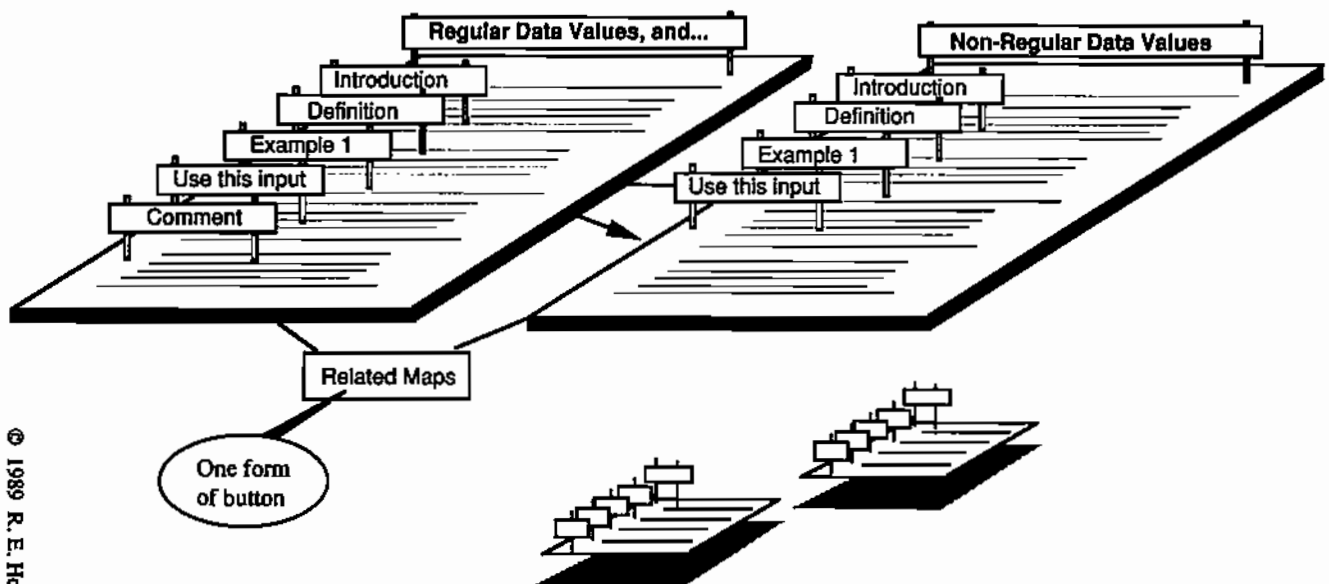 Regular Data Values, and...
Introduction
Definition
Example 1
Use this input
Comment
Non-Regular Data Values
Introduction
Definition
Example 1
Use this input
Related Maps
One form
of button
© 1989 R. E.